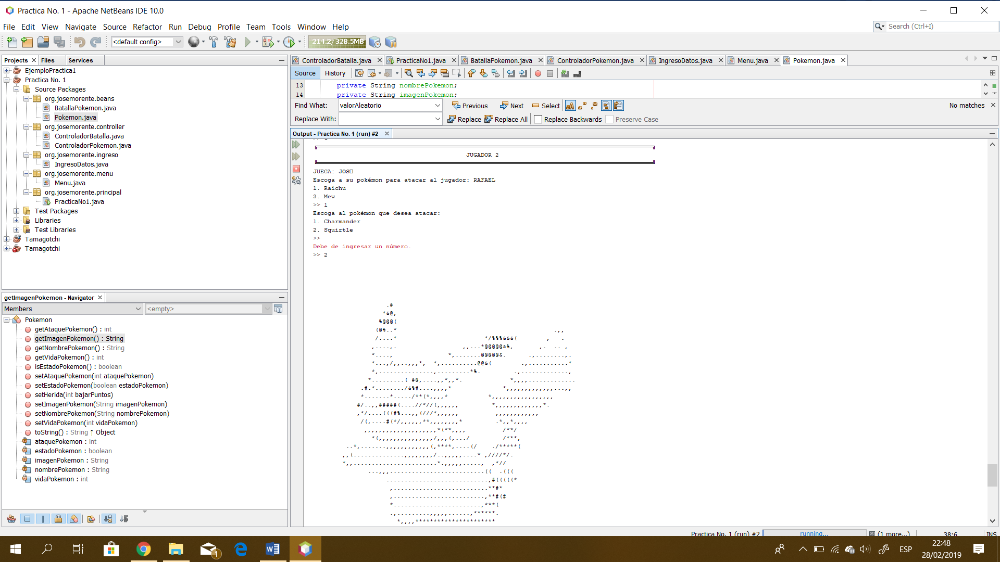 Practica No. 1 - Apache NetBeans IDE 10.0
File Edit View Navigate Source Refactor Run Debug Profile Team Tools Window Help
Search (Ctrl+I)
<default config>
214.2/328.5MB
Projects Files Services
EjemploPractica1
Practica No. 1
Source Packages
org.josemorente.beans
BatallaPokemon.java
Pokemon.java
org.josemorente.controller
ControladorBatalla.java
ControladorPokemon.java
org.josemorente.ingreso
IngresoDatos.java
org.josemorente.menu
Menu.java
org.josemorente.principal
PracticaNo1.java
Test Packages
Libraries
Test Libraries
Tamagotchi
Tamagotchi
getImagenPokemon - Navigator
Members
<empty>
Pokemon
getAtaquePokemon() : int
getImagenPokemon() : String
getNombrePokemon() : String
getVidaPokemon() : int
isEstadoPokemon() : boolean
setAtaquePokemon(int ataquePokemon)
setEstadoPokemon(boolean estadoPokemon)
setHerida(int bajarPuntos)
setImagenPokemon(String imagenPokemon)
setNombrePokemon(String nombrePokemon)
setVidaPokemon(int vidaPokemon)
toString() : String ↑ Object
ataquePokemon : int
estadoPokemon : boolean
imagenPokemon : String
nombrePokemon : String
vidaPokemon : int
ControladorBatalla.java PracticaNo1.java BatallaPokemon.java ControladorPokemon.java IngresoDatos.java Menu.java Pokemon.java
Source History
13 private String nombrePokemon;
14 private String imagenPokemon;
Find What: valorAleatorio Previous Next Select No matches
Replace With: Replace Replace All Replace Backwards Preserve Case
Output - Practica No. 1 (run) #2
JUGADOR 2
JUEGA: JOS□
Escoga a su pokémon para atacar al jugador: RAFAEL
1. Raichu
2. Mew
>> 1
Escoga al pokémon que desea atacar:
1. Charmander
2. Squirtle
>>
Debe de ingresar un número.
>> 2
Practica No. 1 (run) #2 running... (1 more...) 38:6 INS
1
ESP
22:48
28/02/2019